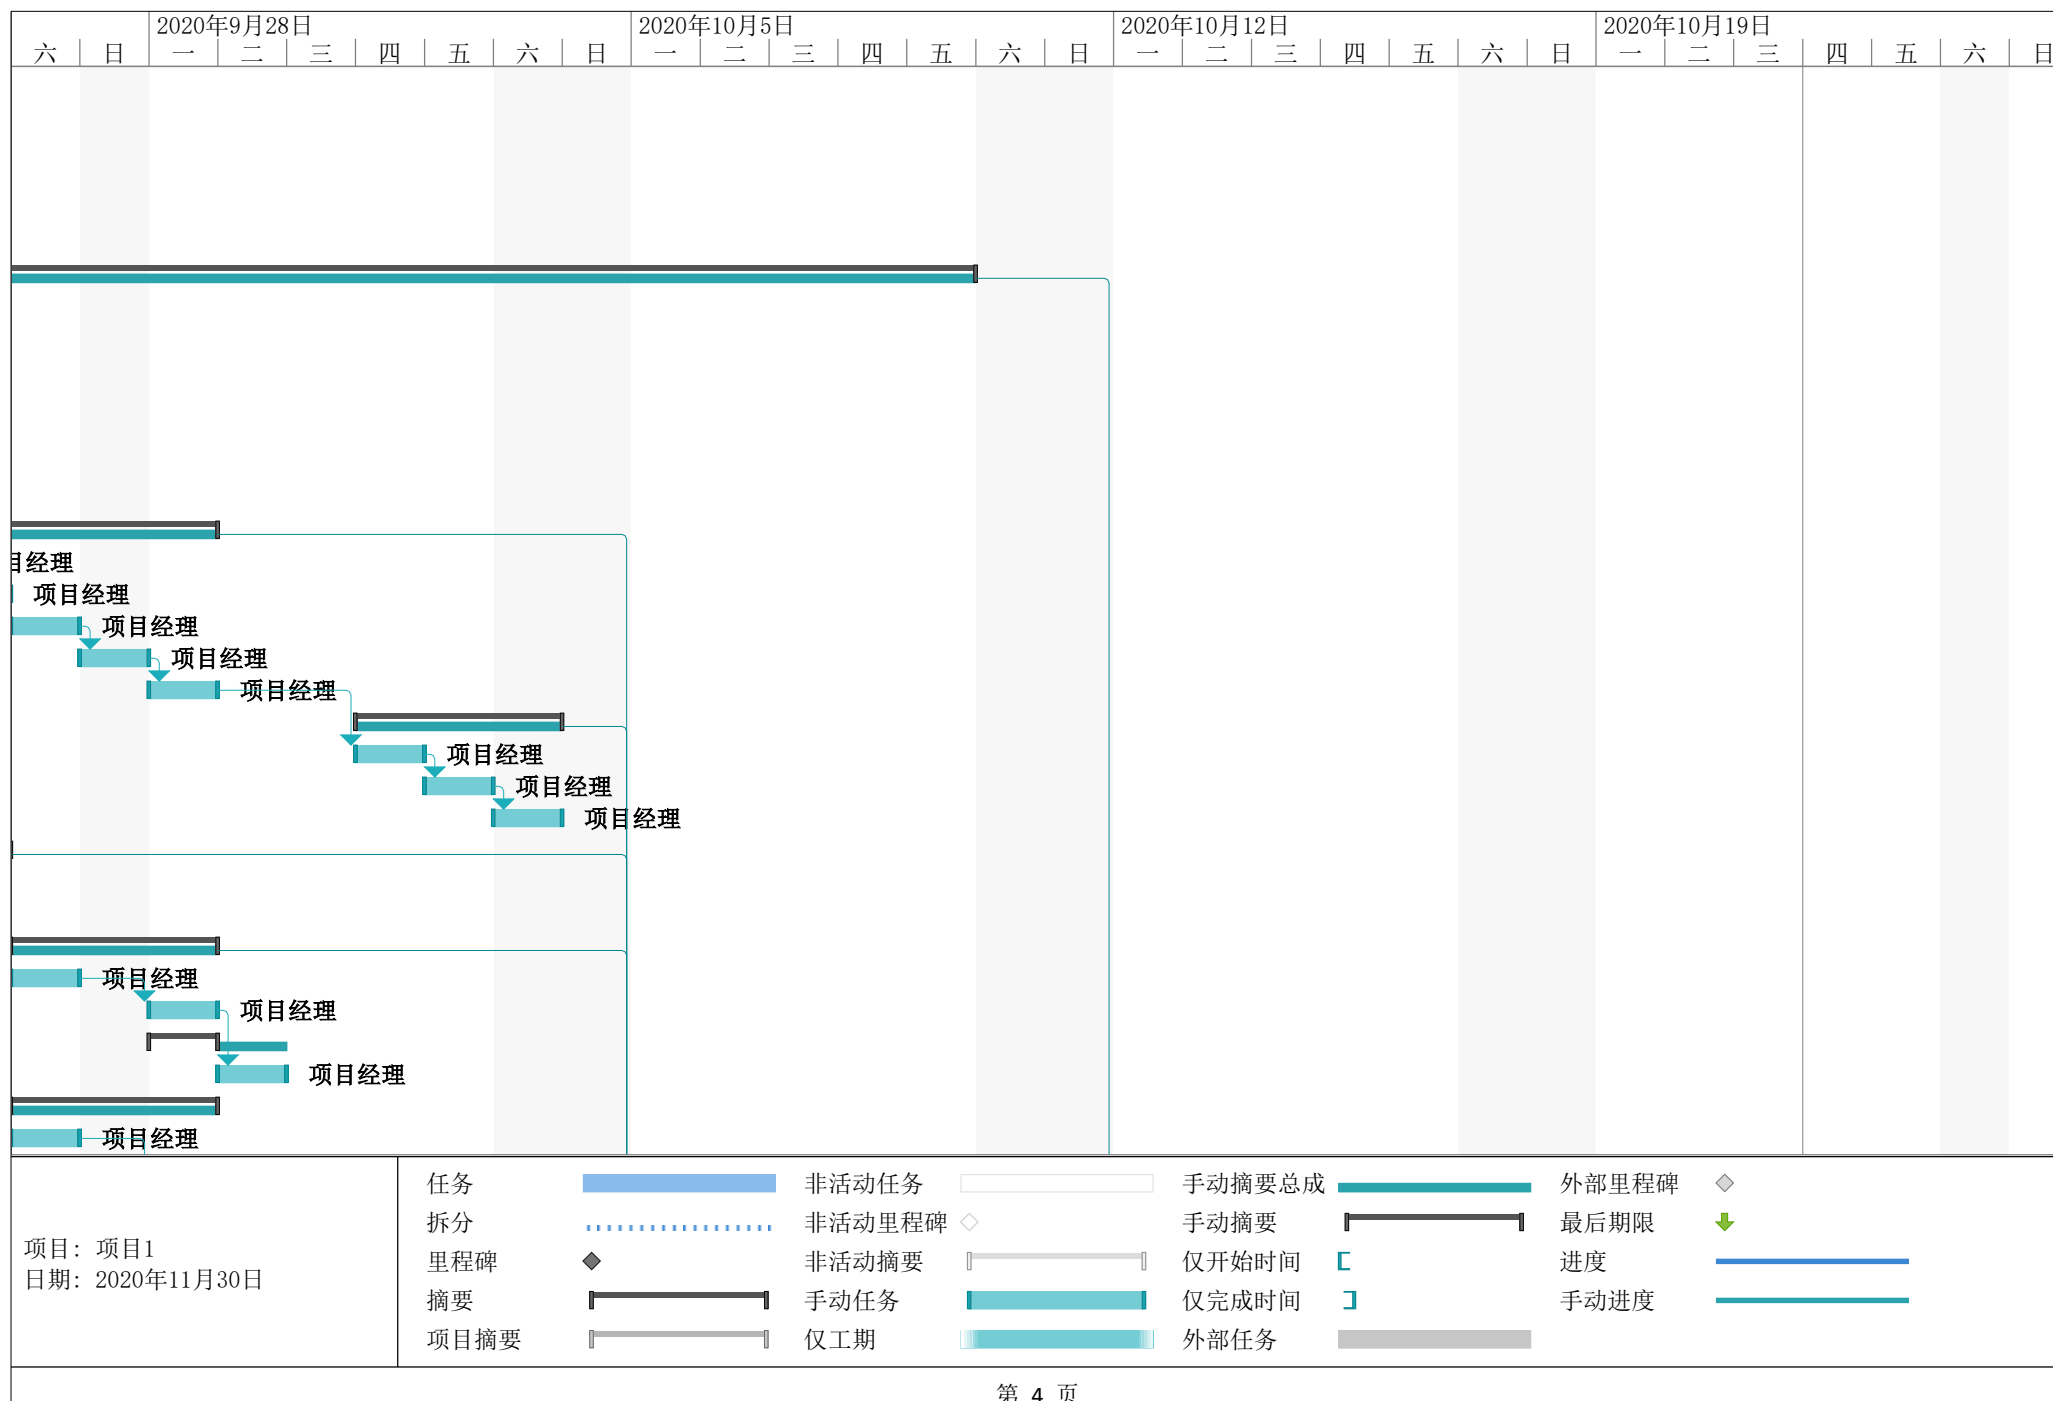 2020年9月28日 2020年10月5日 2020年10月12日 2020年10月19日
六 日 一 二 三 四 五 六 日 一 二 三 四 五 六 日 一 二 三 四 五 六 日 一 二 三 四 五 六 日
目经理
项目经理
项目经理
项目经理
项目经理
项目经理
项目经理
项目经理
项目经理
项目经理
项目经理
项目经理
项目: 项目1
日期: 2020年11月30日
任务
拆分
里程碑
摘要
项目摘要
非活动任务
非活动里程碑
非活动摘要
手动任务
仅工期
手动摘要总成
手动摘要
仅开始时间
仅完成时间
外部任务
外部里程碑
最后期限
进度
手动进度
第 4 页